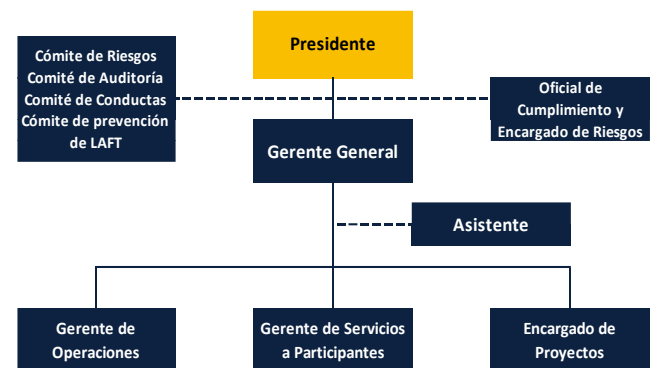 Presidente
Cómite de Riesgos
Comité de Auditoría
Comité de Conductas
Cómite de prevención
de LAFT
Oficial de
Cumplimiento y
Encargado de Riesgos
Gerente General
Asistente
Gerente de
Operaciones
Gerente de Servicios
a Participantes
Encargado de
Proyectos